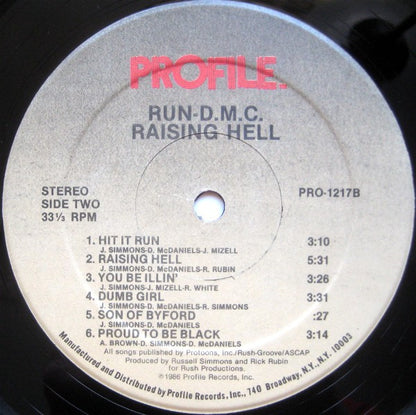 PROFILE.
RUN-D.M.C.
RAISING HELL
STEREO
SIDE TWO
33⅓ RPM
PRO-1217B
1. HIT IT RUN 3:10
J. SIMMONS-D. McDANIELS-J. MIZELL
2. RAISING HELL 5:31
J. SIMMONS-D. McDANIELS-R. RUBIN
3. YOU BE ILLIN' 3:26
J. SIMMONS-J. MIZELL-R. WHITE
4. DUMB GIRL 3:31
J. SIMMONS-D. McDANIELS-R. SIMMONS
5. SON OF BYFORD :27
J. SIMMONS-D. McDANIELS
6. PROUD TO BE BLACK 3:14
A. BROWN-D. SIMMONS-D. McDANIELS
All songs published by Protoons, Inc./Rush-Groove/ASCAP
Produced by Russell Simmons and Rick Rubin
for Rush Productions.
©1986 Profile Records, Inc.
Manufactured and Distributed by Profile Records, Inc., 740 Broadway, N.Y., N.Y. 10003